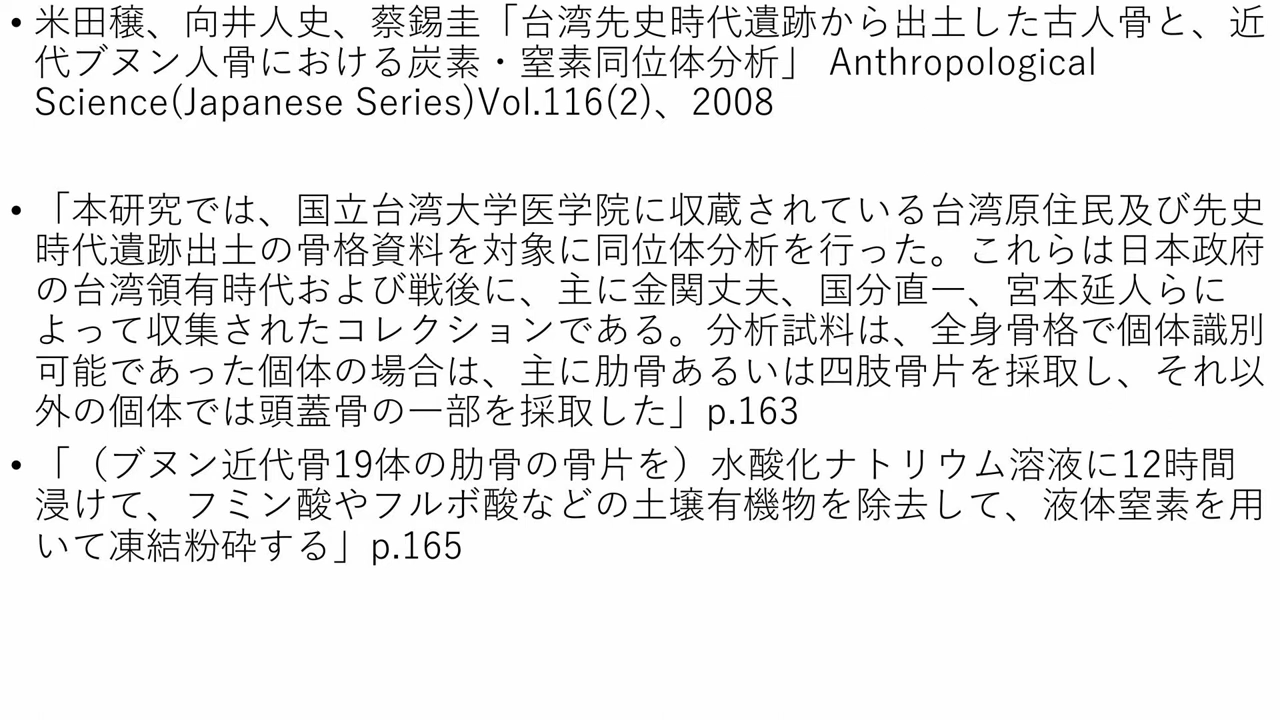 • 米田穣、向井人史、蔡錫圭「台湾先史時代遺跡から出土した古人骨と、近
代ブヌン人骨における炭素・窒素同位体分析」 Anthropological
Science(Japanese Series)Vol.116(2)、2008
• 「本研究では、国立台湾大学医学院に収蔵されている台湾原住民及び先史
時代遺跡出土の骨格資料を対象に同位体分析を行った。これらは日本政府
の台湾領有時代および戦後に、主に金関丈夫、国分直一、宮本延人らに
よって収集されたコレクションである。分析試料は、全身骨格で個体識別
可能であった個体の場合は、主に肋骨あるいは四肢骨片を採取し、それ以
外の個体では頭蓋骨の一部を採取した」p.163
• 「（ブヌン近代骨19体の肋骨の骨片を）水酸化ナトリウム溶液に12時間
浸けて、フミン酸やフルボ酸などの土壌有機物を除去して、液体窒素を用
いて凍結粉砕する」p.165